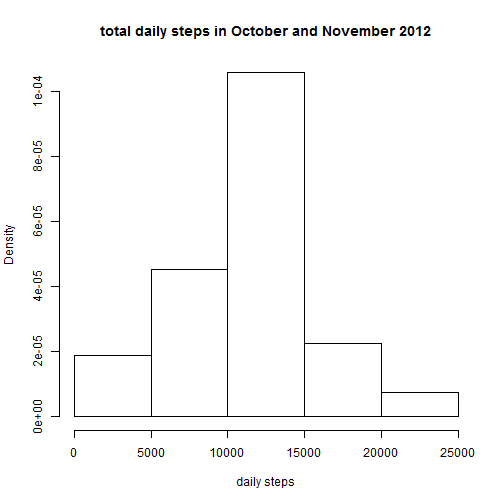 total daily steps in October and November 2012
Density
1e-04
8e-05
6e-05
4e-05
2e-05
0e+00
0 5000 10000 15000 20000 25000
daily steps